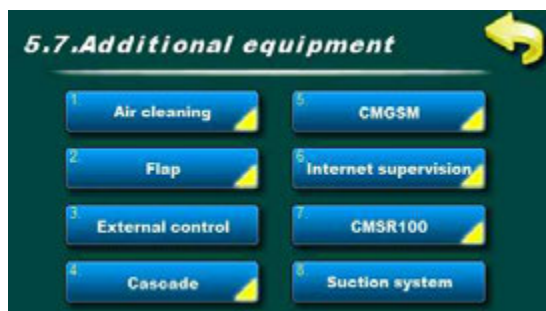 5.7.Additional equipment
1. Air cleaning
2. Flap
3. External control
4. Cascade
5. CMGSM
6. Internet supervision
7. CMSR100
8. Suction system